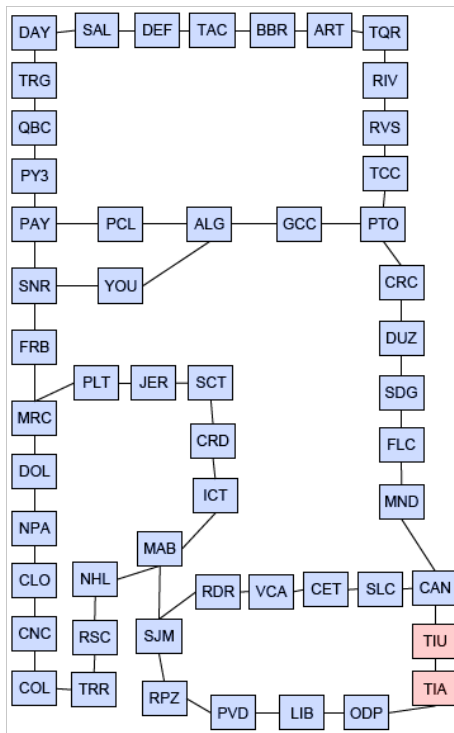 DAY SAL DEF TAC BBR ART TQR
TRG RIV
QBC RVS
PY3 TCC
PAY PCL ALG GCC PTO
SNR YOU CRC
FRB DUZ
PLT JER SCT SDG
MRC CRD FLC
DOL ICT MND
NPA MAB
CLO NHL RDR VCA CET SLC CAN
CNC RSC SJM TIU
COL TRR RPZ TIA
PVD LIB ODP